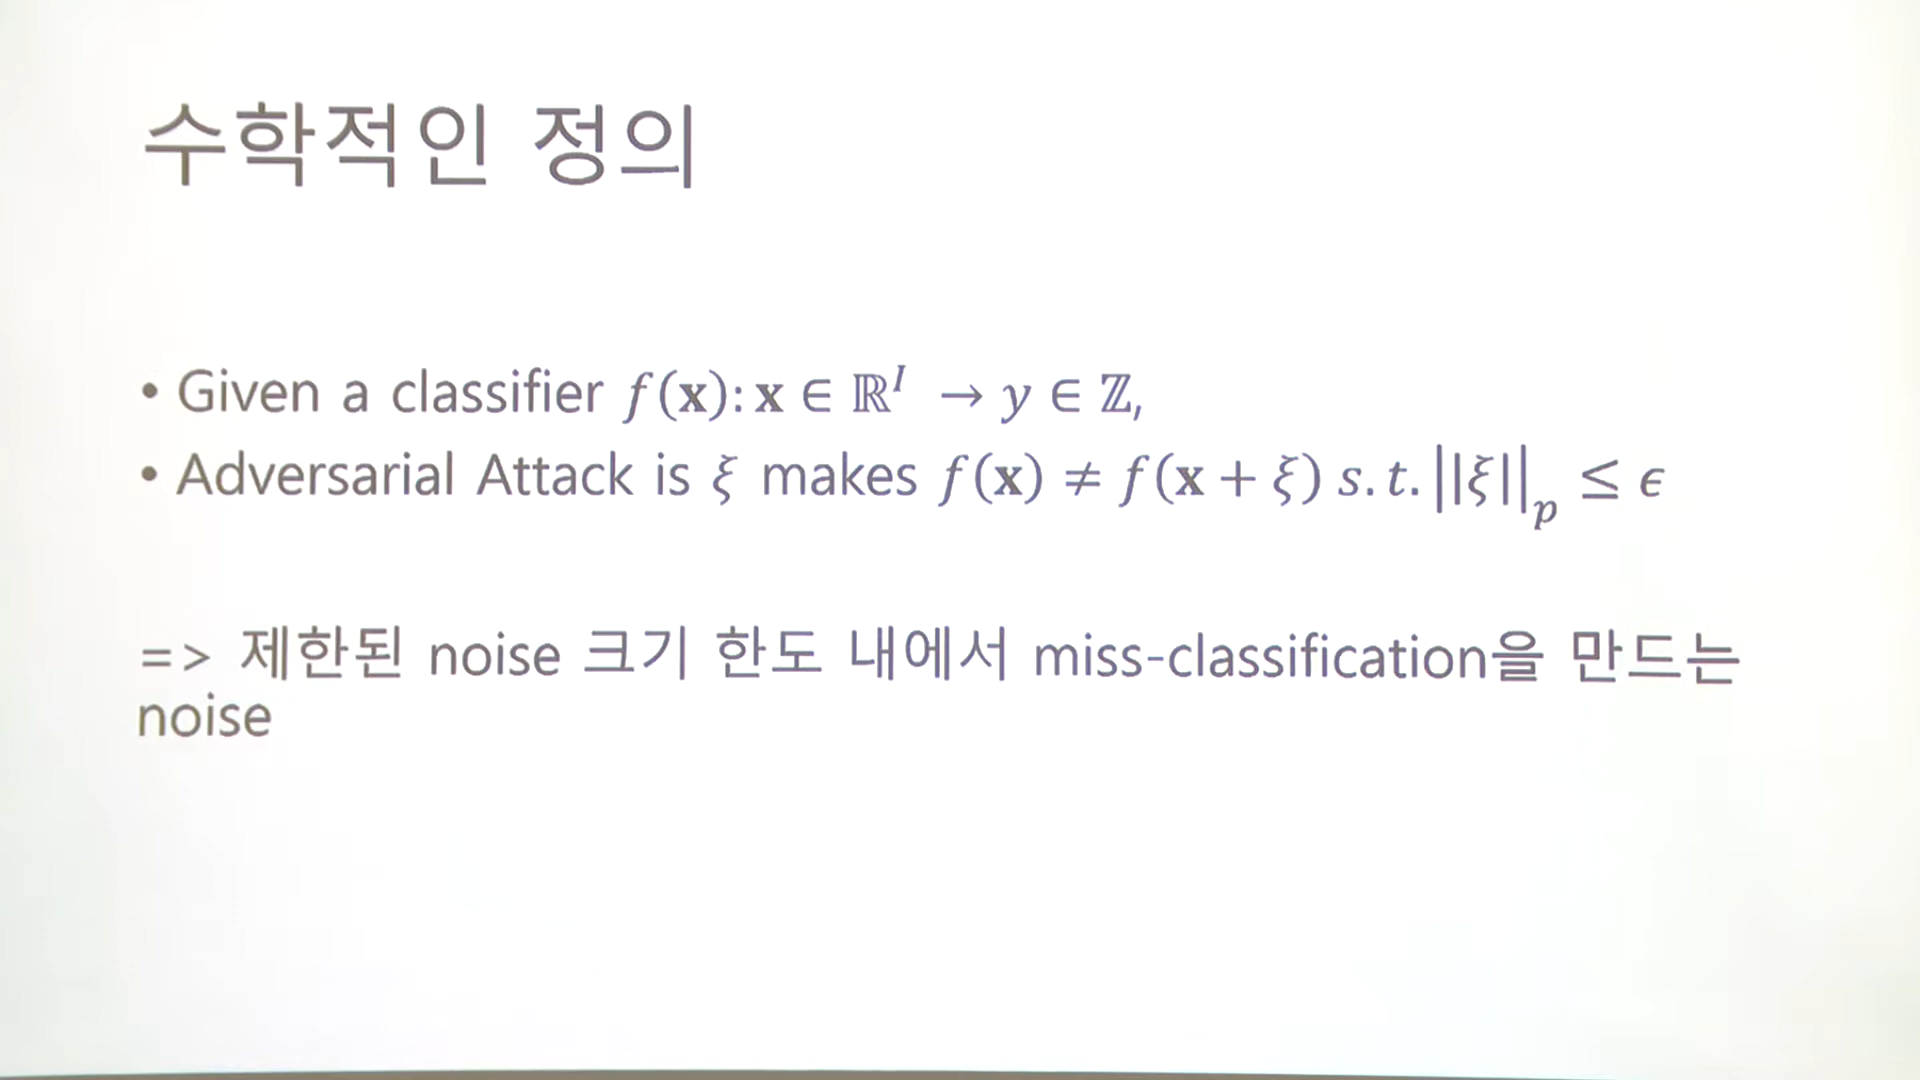 수학적인 정의
• Given a classifier f(𝐱): 𝐱 ∈ ℝᴵ → y ∈ ℤ,
• Adversarial Attack is ξ makes f(𝐱) ≠ f(𝐱 + ξ) s.t. ||ξ||ₚ ≤ ϵ
=> 제한된 noise 크기 한도 내에서 miss-classification을 만드는
noise